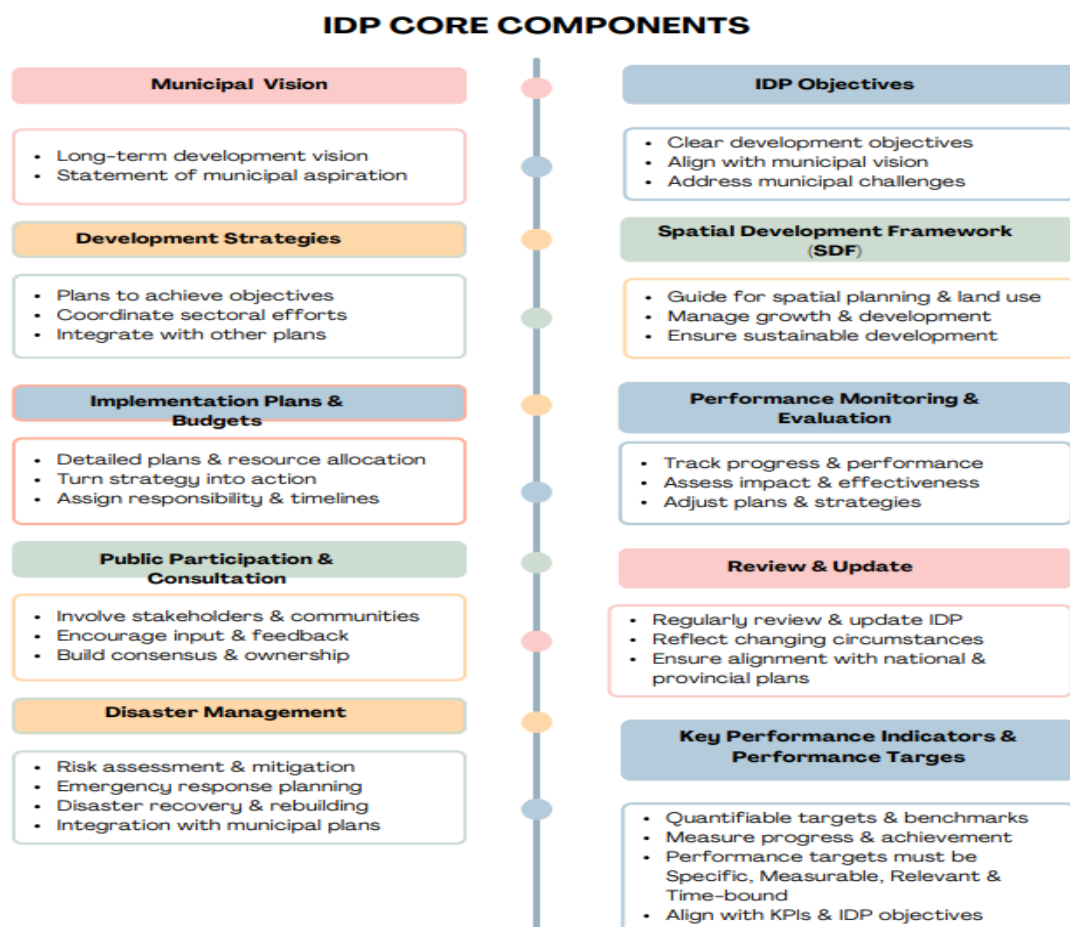 IDP CORE COMPONENTS
Municipal Vision
• Long-term development vision
• Statement of municipal aspiration
IDP Objectives
• Clear development objectives
• Align with municipal vision
• Address municipal challenges
Development Strategies
• Plans to achieve objectives
• Coordinate sectoral efforts
• Integrate with other plans
Spatial Development Framework
(SDF)
• Guide for spatial planning & land use
• Manage growth & development
• Ensure sustainable development
Implementation Plans &
Budgets
• Detailed plans & resource allocation
• Turn strategy into action
• Assign responsibility & timelines
Performance Monitoring &
Evaluation
• Track progress & performance
• Assess impact & effectiveness
• Adjust plans & strategies
Public Participation &
Consultation
• Involve stakeholders & communities
• Encourage input & feedback
• Build consensus & ownership
Review & Update
• Regularly review & update IDP
• Reflect changing circumstances
• Ensure alignment with national &
provincial plans
Disaster Management
• Risk assessment & mitigation
• Emergency response planning
• Disaster recovery & rebuilding
• Integration with municipal plans
Key Performance Indicators &
Performance Targes
• Quantifiable targets & benchmarks
• Measure progress & achievement
• Performance targets must be
Specific, Measurable, Relevant &
Time-bound
• Align with KPIs & IDP objectives